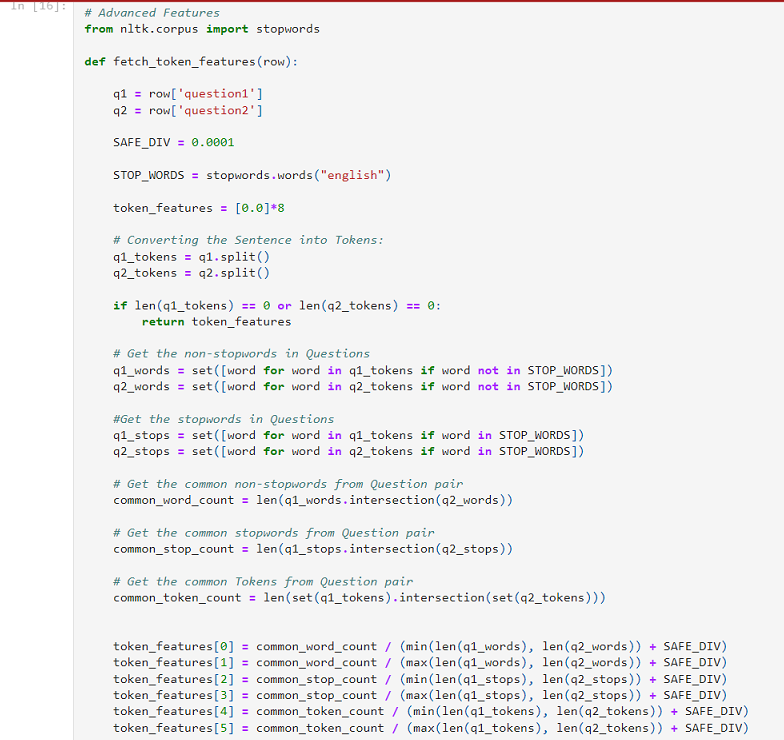 In [16]:
# Advanced Features
from nltk.corpus import stopwords
def fetch_token_features(row):
q1 = row['question1']
q2 = row['question2']
SAFE_DIV = 0.0001
STOP_WORDS = stopwords.words("english")
token_features = [0.0]*8
# Converting the Sentence into Tokens:
q1_tokens = q1.split()
q2_tokens = q2.split()
if len(q1_tokens) == 0 or len(q2_tokens) == 0:
return token_features
# Get the non-stopwords in Questions
q1_words = set([word for word in q1_tokens if word not in STOP_WORDS])
q2_words = set([word for word in q2_tokens if word not in STOP_WORDS])
#Get the stopwords in Questions
q1_stops = set([word for word in q1_tokens if word in STOP_WORDS])
q2_stops = set([word for word in q2_tokens if word in STOP_WORDS])
# Get the common non-stopwords from Question pair
common_word_count = len(q1_words.intersection(q2_words))
# Get the common stopwords from Question pair
common_stop_count = len(q1_stops.intersection(q2_stops))
# Get the common Tokens from Question pair
common_token_count = len(set(q1_tokens).intersection(set(q2_tokens)))
token_features[0] = common_word_count / (min(len(q1_words), len(q2_words)) + SAFE_DIV)
token_features[1] = common_word_count / (max(len(q1_words), len(q2_words)) + SAFE_DIV)
token_features[2] = common_stop_count / (min(len(q1_stops), len(q2_stops)) + SAFE_DIV)
token_features[3] = common_stop_count / (max(len(q1_stops), len(q2_stops)) + SAFE_DIV)
token_features[4] = common_token_count / (min(len(q1_tokens), len(q2_tokens)) + SAFE_DIV)
token_features[5] = common_token_count / (max(len(q1_tokens), len(q2_tokens)) + SAFE_DIV)